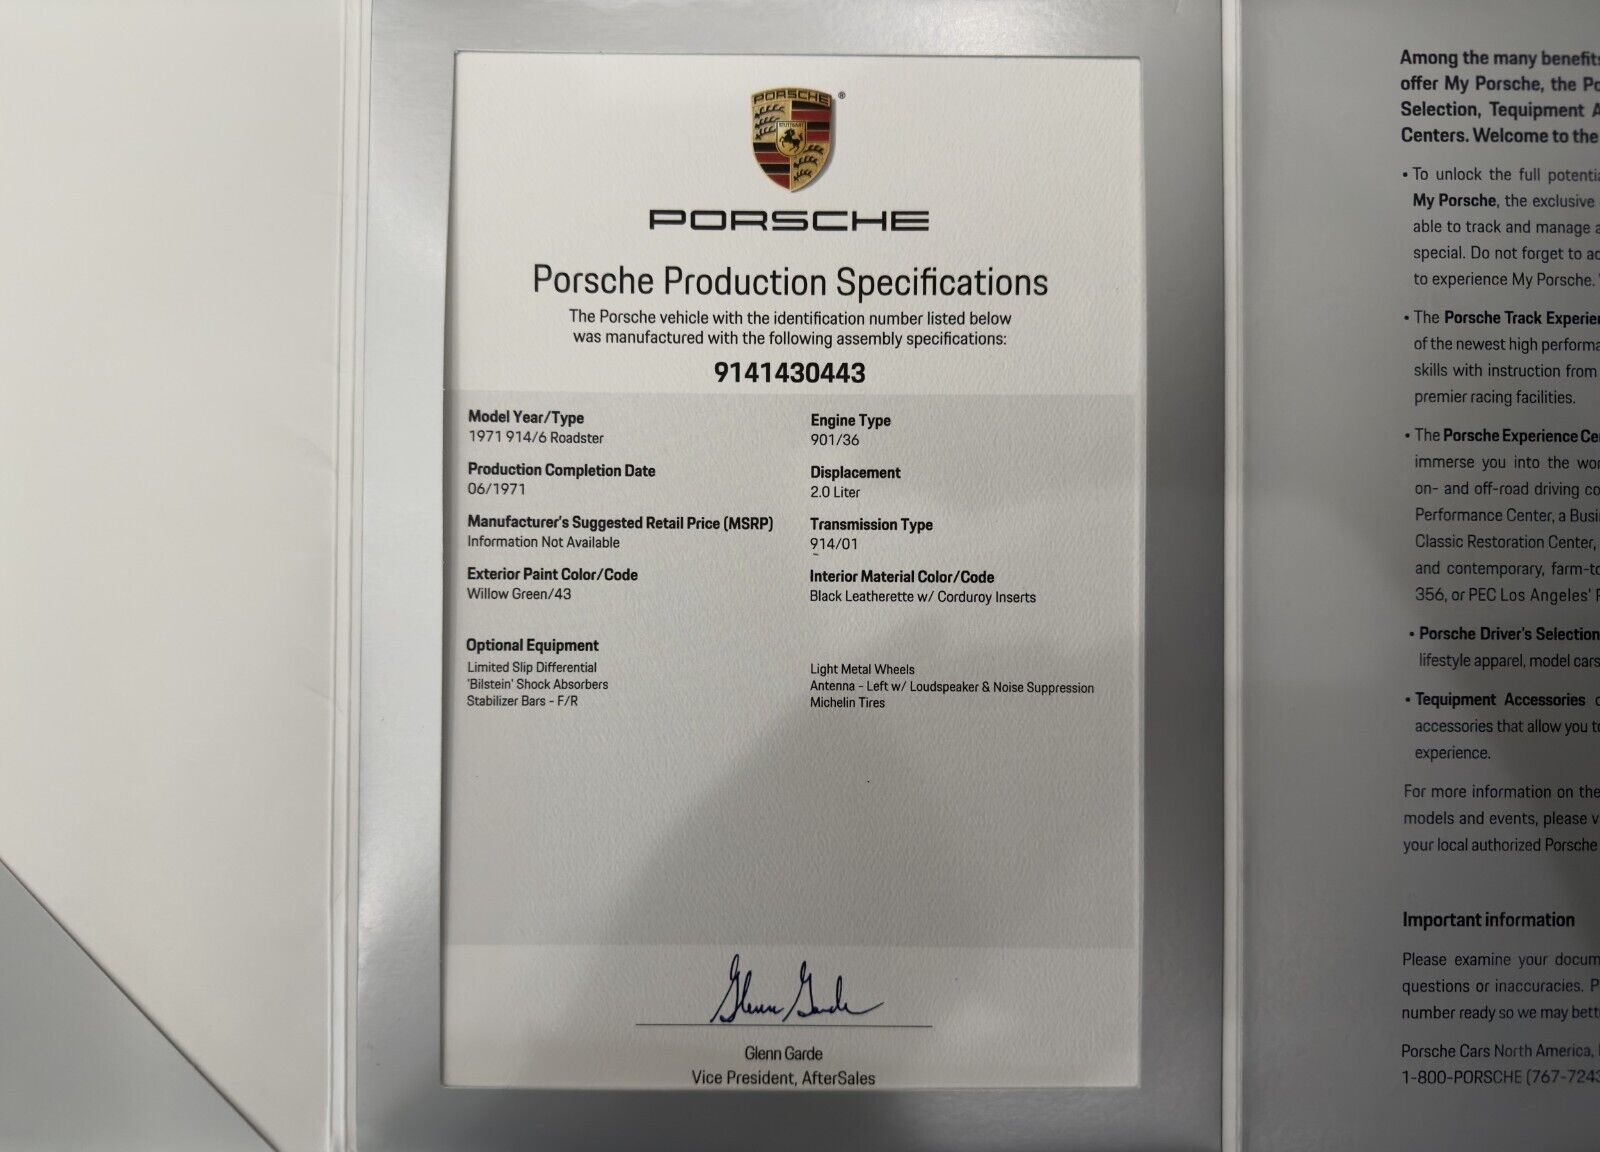 PORSCHE
®
STUTTGART
PORSCHE
Porsche Production Specifications
The Porsche vehicle with the identification number listed below
was manufactured with the following assembly specifications:
9141430443
Model Year/Type
1971 914/6 Roadster
Production Completion Date
06/1971
Manufacturer's Suggested Retail Price (MSRP)
Information Not Available
Exterior Paint Color/Code
Willow Green/43
Engine Type
901/36
Displacement
2.0 Liter
Transmission Type
914/01
Interior Material Color/Code
Black Leatherette w/ Corduroy Inserts
Optional Equipment
Limited Slip Differential
'Bilstein' Shock Absorbers
Stabilizer Bars - F/R
Light Metal Wheels
Antenna - Left w/ Loudspeaker & Noise Suppression
Michelin Tires
Glenn Garde
Glenn Garde
Vice President, AfterSales
Among the many benefits
offer My Porsche, the
Selection, Tequipment
Centers. Welcome to the
• To unlock the full
My Porsche, the exclusive
able to track and manage
special. Do not forget to
to experience My Porsche.
• The Porsche Track
of the newest high
skills with instruction from
premier racing facilities.
• The Porsche Experience
immerse you into the
on- and off-road driving
Performance Center, a
Classic Restoration Center,
and contemporary,
356, or PEC Los Angeles'
• Porsche Driver's Selection
lifestyle apparel, model cars
• Tequipment Accessories
accessories that allow you
experience.
For more information on the
models and events, please
your local authorized Porsche
Important information
Please examine your
questions or inaccuracies.
number ready so we may
Porsche Cars North America,
1-800-PORSCHE (767-7243